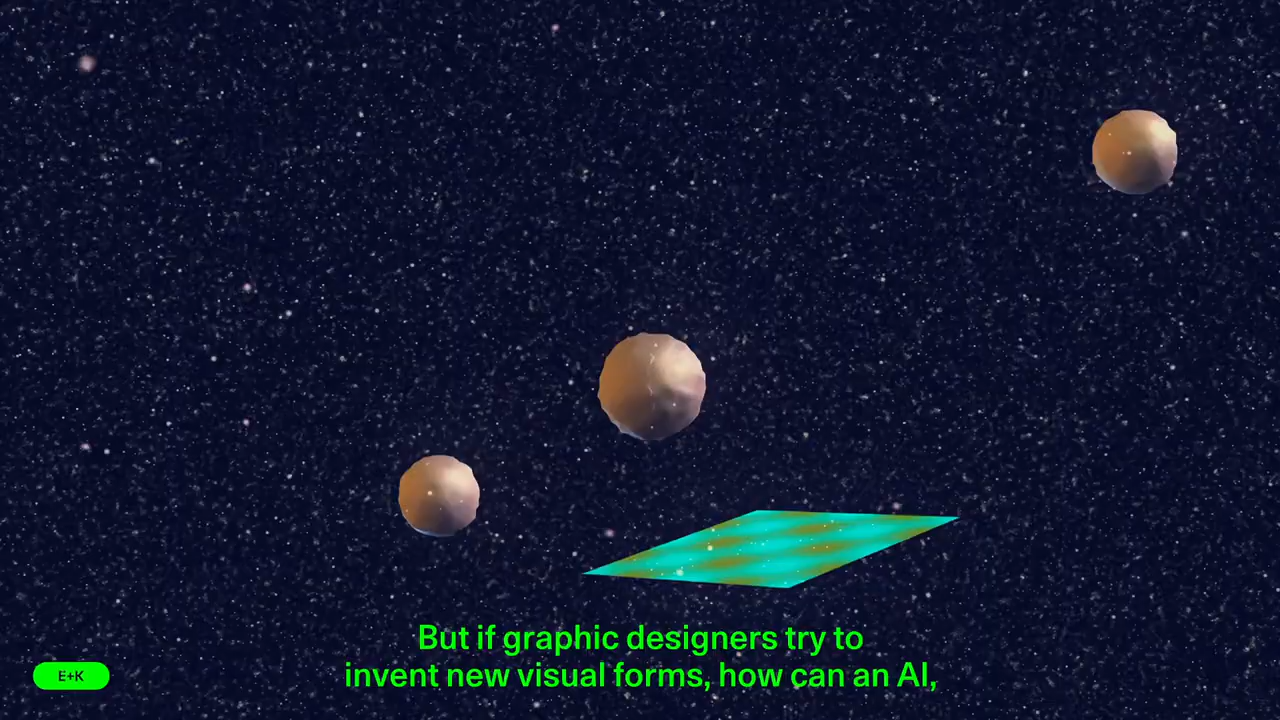 But if graphic designers try to
invent new visual forms, how can an AI,
E+K